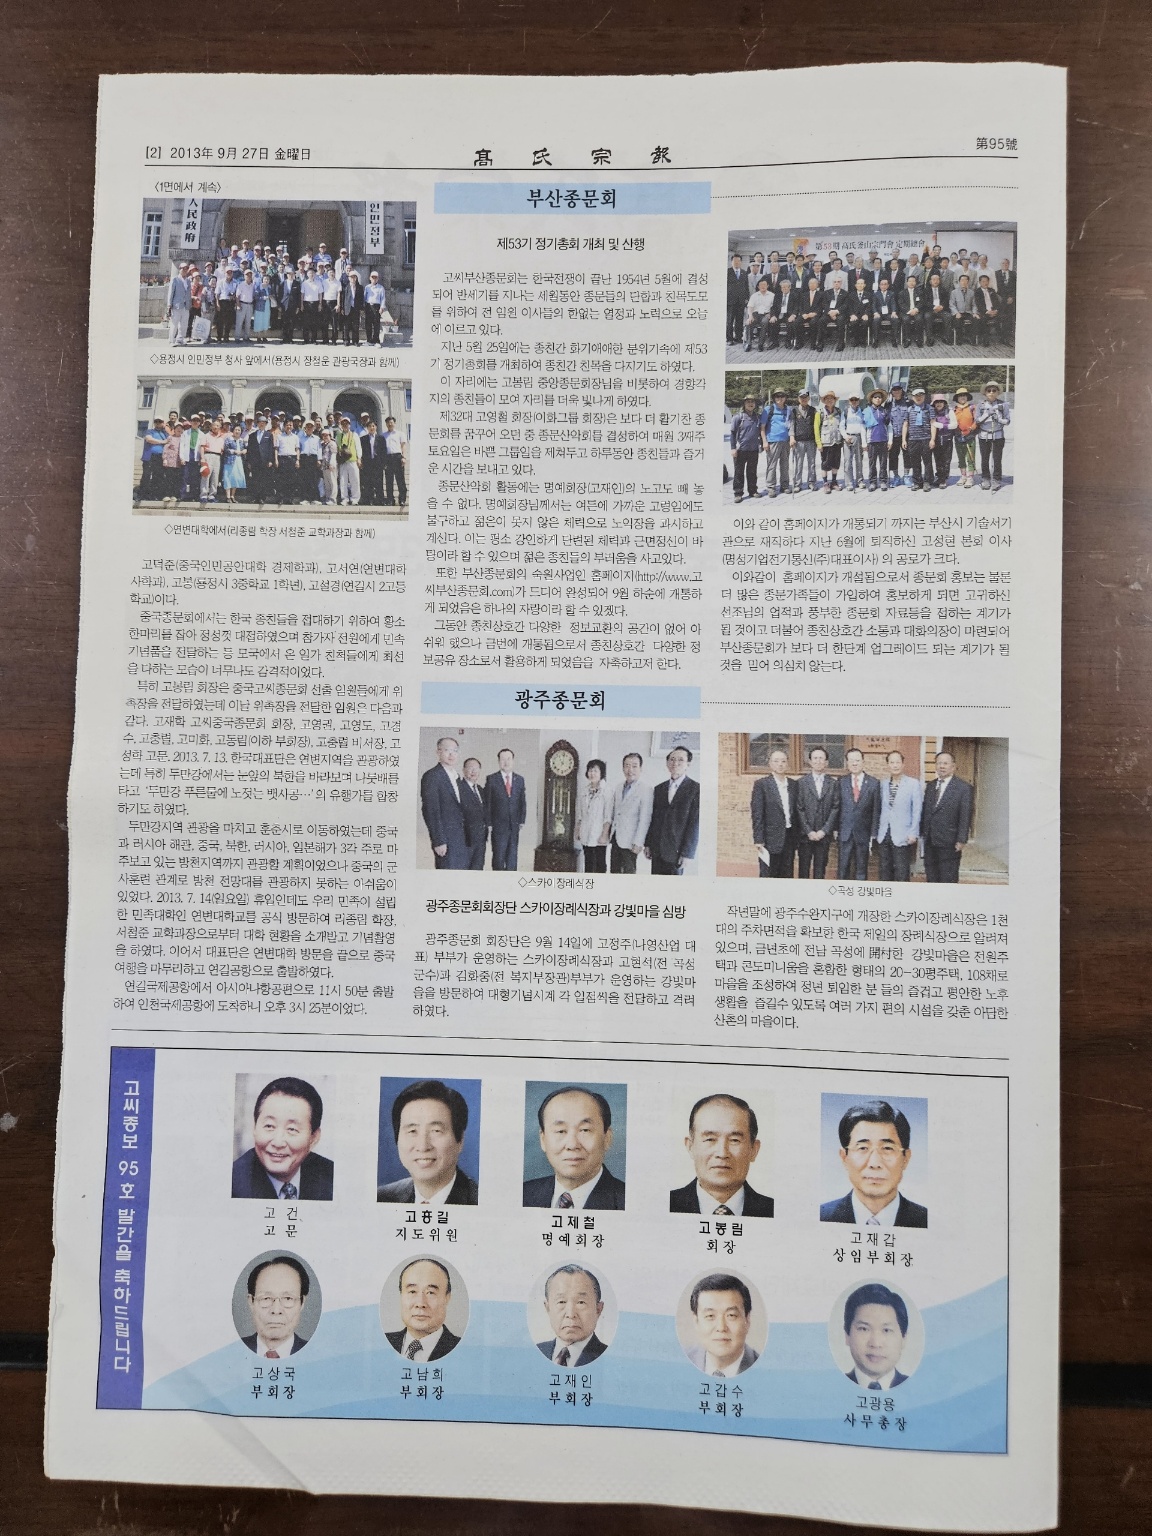 [2] 2013年 9月 27日 金曜日
高 氏 宗 報
第95號
〈1면에서 계속〉
人民政府
인민정부
◇용정시 인민정부 청사 앞에서(용정시 장철운 관광국장과 함께)
◇연변대학에서(리종림 학장 서철준 교학과장과 함께)
고덕준(중국인민공안대학 경제학과), 고서연(연변대학
사학과), 고봉(룡정시 3중학교 1학년), 고설경(연길시 2고등
학교)이다.
중국종문회에서는 한국 종친들을 접대하기 위하여 황소
한마리를 잡아 정성껏 대접하였으며 참가자 전원에게 민속
기념품을 전달하는 등 모국에서 온 일가 친척들에게 최선
을 다하는 모습이 너무나도 감격적이었다.
특히 고봉림 회장은 중국고씨종문회 선출 임원들에게 위
촉장을 전달하였는데 이날 위촉장을 전달한 임원은 다음과
같다. 고재학 고씨중국종문회 회장, 고영권, 고영도, 고경
수, 고춘렵, 고미화, 고동립(이하 부회장), 고충렬 비서장, 고
성학 고문. 2013. 7. 13. 한국대표단은 연변지역을 관광하였
는데 특히 두만강에서는 눈앞의 북한을 바라보며 나룻배를
타고 '두만강 푸른물에 노젓는 뱃사공…'의 유행가를 합창
하기도 하였다.
두만강지역 관광을 마치고 훈춘시로 이동하였는데 중국
과 러시아 해관, 중국, 북한, 러시아, 일본해가 3각 주로 마
주보고 있는 방천지역까지 관광할 계획이었으나 중국의 군
사훈련 관계로 방천 전망대를 관광하지 못하는 아쉬움이
있었다. 2013. 7. 14(일요일) 휴일인데도 우리 민족이 설립
한 민족대학인 연변대학교를 공식 방문하여 리종림 학장,
서철준 교학과장으로부터 대학 현황을 소개받고 기념촬영
을 하였다. 이어서 대표단은 연변대학 방문을 끝으로 중국
여행을 마무리하고 연길공항으로 출발하였다.
연길국제공항에서 아시아나항공편으로 11시 50분 출발
하여 인천국제공항에 도착하니 오후 3시 25분이었다.
부산종문회
제53기 정기총회 개최 및 산행
고씨부산종문회는 한국전쟁이 끝난 1954년 5월에 결성
되어 반세기를 지나는 세월동안 종문들의 단합과 친목도모
를 위하여 전 임원 이사들의 한없는 열정과 노력으로 오늘
에 이르고 있다.
지난 5월 25일에는 종친간 화기애애한 분위기속에 제53
기 정기총회를 개최하여 종친간 친목을 다지기도 하였다.
이 자리에는 고봉림 중앙종문회장님을 비롯하여 경향각
지의 종친들이 모여 자리를 더욱 빛나게 하였다.
제32대 고영철 회장(이화그룹 회장)은 보다 더 활기찬 종
문회를 꿈꾸어 오던 중 종문산악회를 결성하여 매월 3째주
토요일은 바쁜 그룹일을 제쳐두고 하루동안 종친들과 즐거
운 시간을 보내고 있다.
종문산악회 활동에는 명예회장(고재인)의 노고도 빼 놓
을 수 없다. 명예회장님께서는 여든에 가까운 고령임에도
불구하고 젊은이 못지 않은 체력으로 노익장을 과시하고
계신다. 이는 평소 강인하게 단련된 체력과 근면정신이 바
탕이라 할 수 있으며 젊은 종친들의 부러움을 사고있다.
또한 부산종문회의 숙원사업인 홈페이지(http://www.고
씨부산종문회.com)가 드디어 완성되어 9월 하순에 개통하
게 되었음은 하나의 자랑이라 할 수 있겠다.
그동안 종친상호간 다양한 정보교환의 공간이 없어 아
쉬워 했으나 금번에 개통됨으로서 종친상호간 다양한 정
보공유 장소로서 활용하게 되었음을 자축하고저 한다.
第53期 高氏釜山宗門會 定期總會
이와 같이 홈페이지가 개통되기 까지는 부산시 기술서기
관으로 재직하다 지난 6월에 퇴직하신 고성현 본회 이사
(명성기업전기통신(주)대표이사) 의 공로가 크다.
이와같이 홈페이지가 개설됨으로서 종문회 홍보는 물론
더 많은 종문가족들이 가입하여 홍보하게 되면 고귀하신
선조님의 업적과 풍부한 종문회 자료등을 접하는 계기가
될 것이고 더불어 종친상호간 소통과 대화의장이 마련되어
부산종문회가 보다 더 한단계 업그레이드 되는 계기가 될
것을 믿어 의심치 않는다.
광주종문회
◇스카이장례식장
◇곡성 강빛마을
광주종문회회장단 스카이장례식장과 강빛마을 심방
광주종문회 회장단은 9월 14일에 고정주(나영산업 대
표) 부부가 운영하는 스카이장례식장과 고현석(전 곡성
군수)과 김화중(전 복지부장관)부부가 운영하는 강빛마
을을 방문하여 대형기념시계 각 일점씩을 전달하고 격려
하였다.
작년말에 광주수완지구에 개장한 스카이장례식장은 1천
대의 주차면적을 확보한 한국 제일의 장례식장으로 알려져
있으며, 금년초에 전남 곡성에 開村한 강빛마을은 전원주
택과 콘도미니움을 혼합한 형태의 20~30평주택, 108채로
마을을 조성하여 정년 퇴임한 분 들의 즐겁고 평안한 노후
생활을 즐길수 있도록 여러 가지 편의 시설을 갖춘 아담한
산촌의 마을이다.
고씨종보 95호 발간을 축하드립니다
고 건
고 문
고흥길
지도위원
고제철
명예회장
고봉림
회장
고재갑
상임부회장
고상국
부회장
고남희
부회장
고재인
부회장
고갑수
부회장
고광용
사무총장